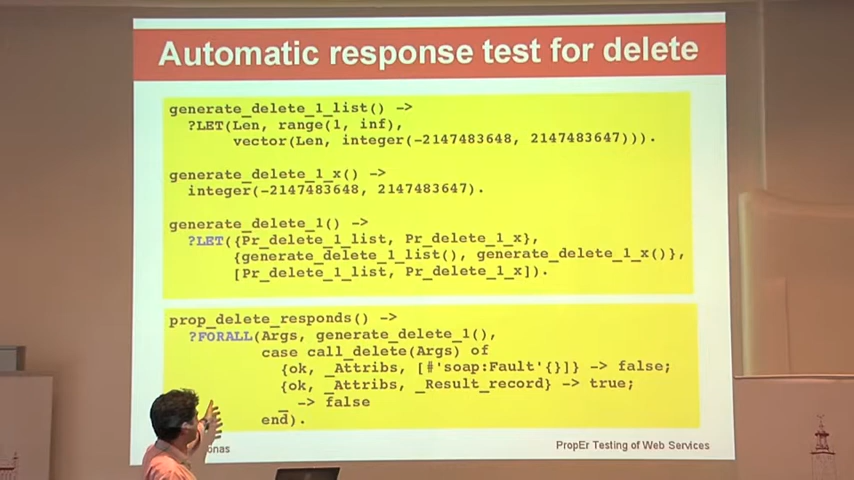 Automatic response test for delete
generate_delete_1_list() ->
?LET(Len, range(1, inf),
vector(Len, integer(-2147483648, 2147483647))).
generate_delete_1_x() ->
integer(-2147483648, 2147483647).
generate_delete_1() ->
?LET({Pr_delete_1_list, Pr_delete_1_x},
{generate_delete_1_list(), generate_delete_1_x()},
[Pr_delete_1_list, Pr_delete_1_x]).
prop_delete_responds() ->
?FORALL(Args, generate_delete_1(),
case call_delete(Args) of
{ok, _Attribs, [#'soap:Fault'{}]} -> false;
{ok, _Attribs, _Result_record} -> true;
_ -> false
end).
PropEr Testing of Web Services